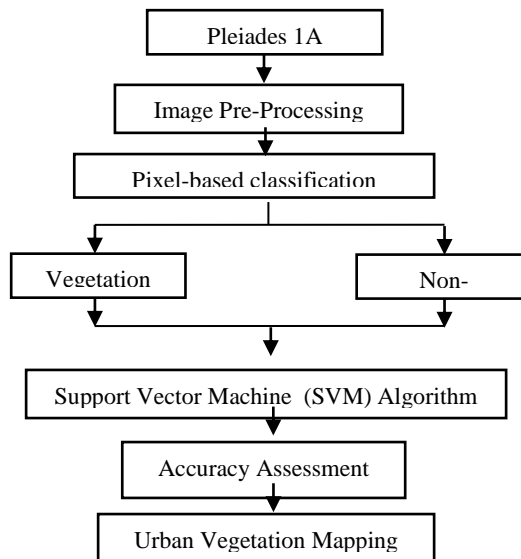 Pleiades 1A
Image Pre-Processing
Pixel-based classification
Vegetation
Non-
Support Vector Machine (SVM) Algorithm
Accuracy Assessment
Urban Vegetation Mapping